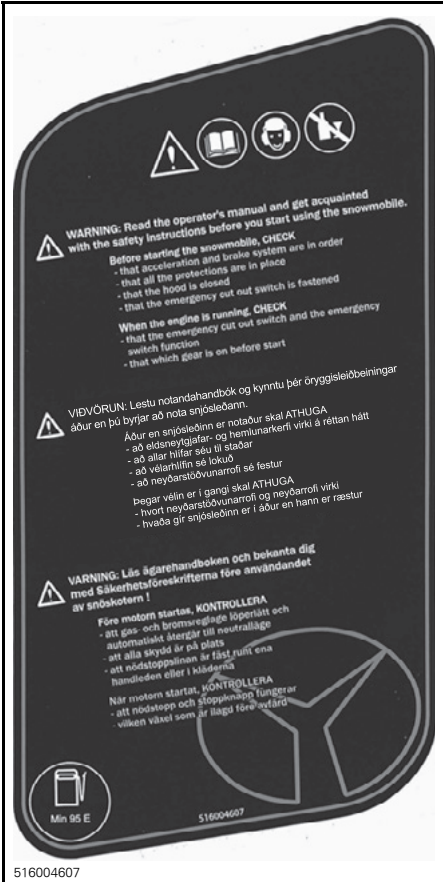 WARNING: Read the operator's manual and get acquainted
with the safety instructions before you start using the snowmobile.
Before starting the snowmobile, CHECK
- that acceleration and brake system are in order
- that all the protections are in place
- that the hood is closed
- that the emergency cut out switch is fastened
When the engine is running, CHECK
- that the emergency cut out switch and the emergency
switch function
- that which gear is on before start
VIÐVÖRUN: Lestu notandahandbók og kynntu þér öryggisleiðbeiningar
áður en þú byrjar að nota snjósleðann.
Áður en snjósleðinn er notaður skal ATHUGA
- að eldsneytgjafar- og hemlunarkerfi virki á réttan hátt
- að allar hlífar séu til staðar
- að vélarhlífin sé lokuð
- að neyðarstöðvunarrofi sé festur
Þegar vélin er í gangi skal ATHUGA
- hvort neyðarstöðvunarrofi og neyðarrofi virki
- hvaða gír snjósleðinn er í áður en hann er ræstur
VARNING: Läs ägarehandboken och bekanta dig
med Säkerhetsföreskrifterna före användandet
av snöskotern !
Före motorn startas, KONTROLLERA
- att gas- och bromsreglage löperlätt och
automatiskt återgår till neutralläge
- att alla skydd är på plats
- att nödstoppslinan är fäst runt ena
handleden eller i kläderna
När motorn startat, KONTROLLERA
- att nödstopp och stoppknapp fungerar
- vilken växel som är ilagd före avfärd
Min 95 E
516004607
516004607